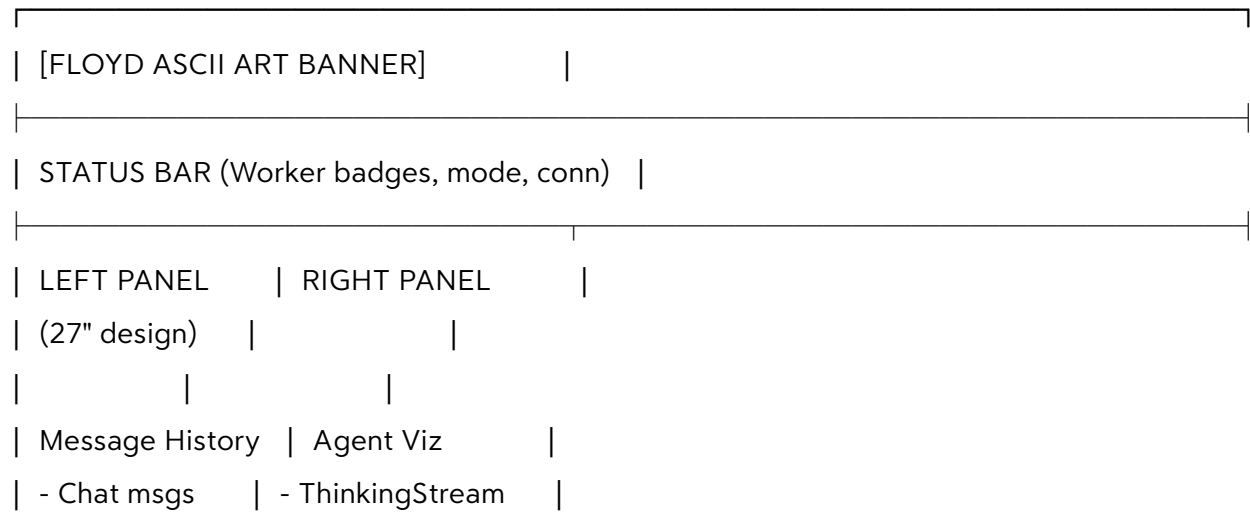 [FLOYD ASCII ART BANNER]
STATUS BAR (Worker badges, mode, conn)
LEFT PANEL | RIGHT PANEL
(27" design)
Message History | Agent Viz
- Chat msgs | - ThinkingStream